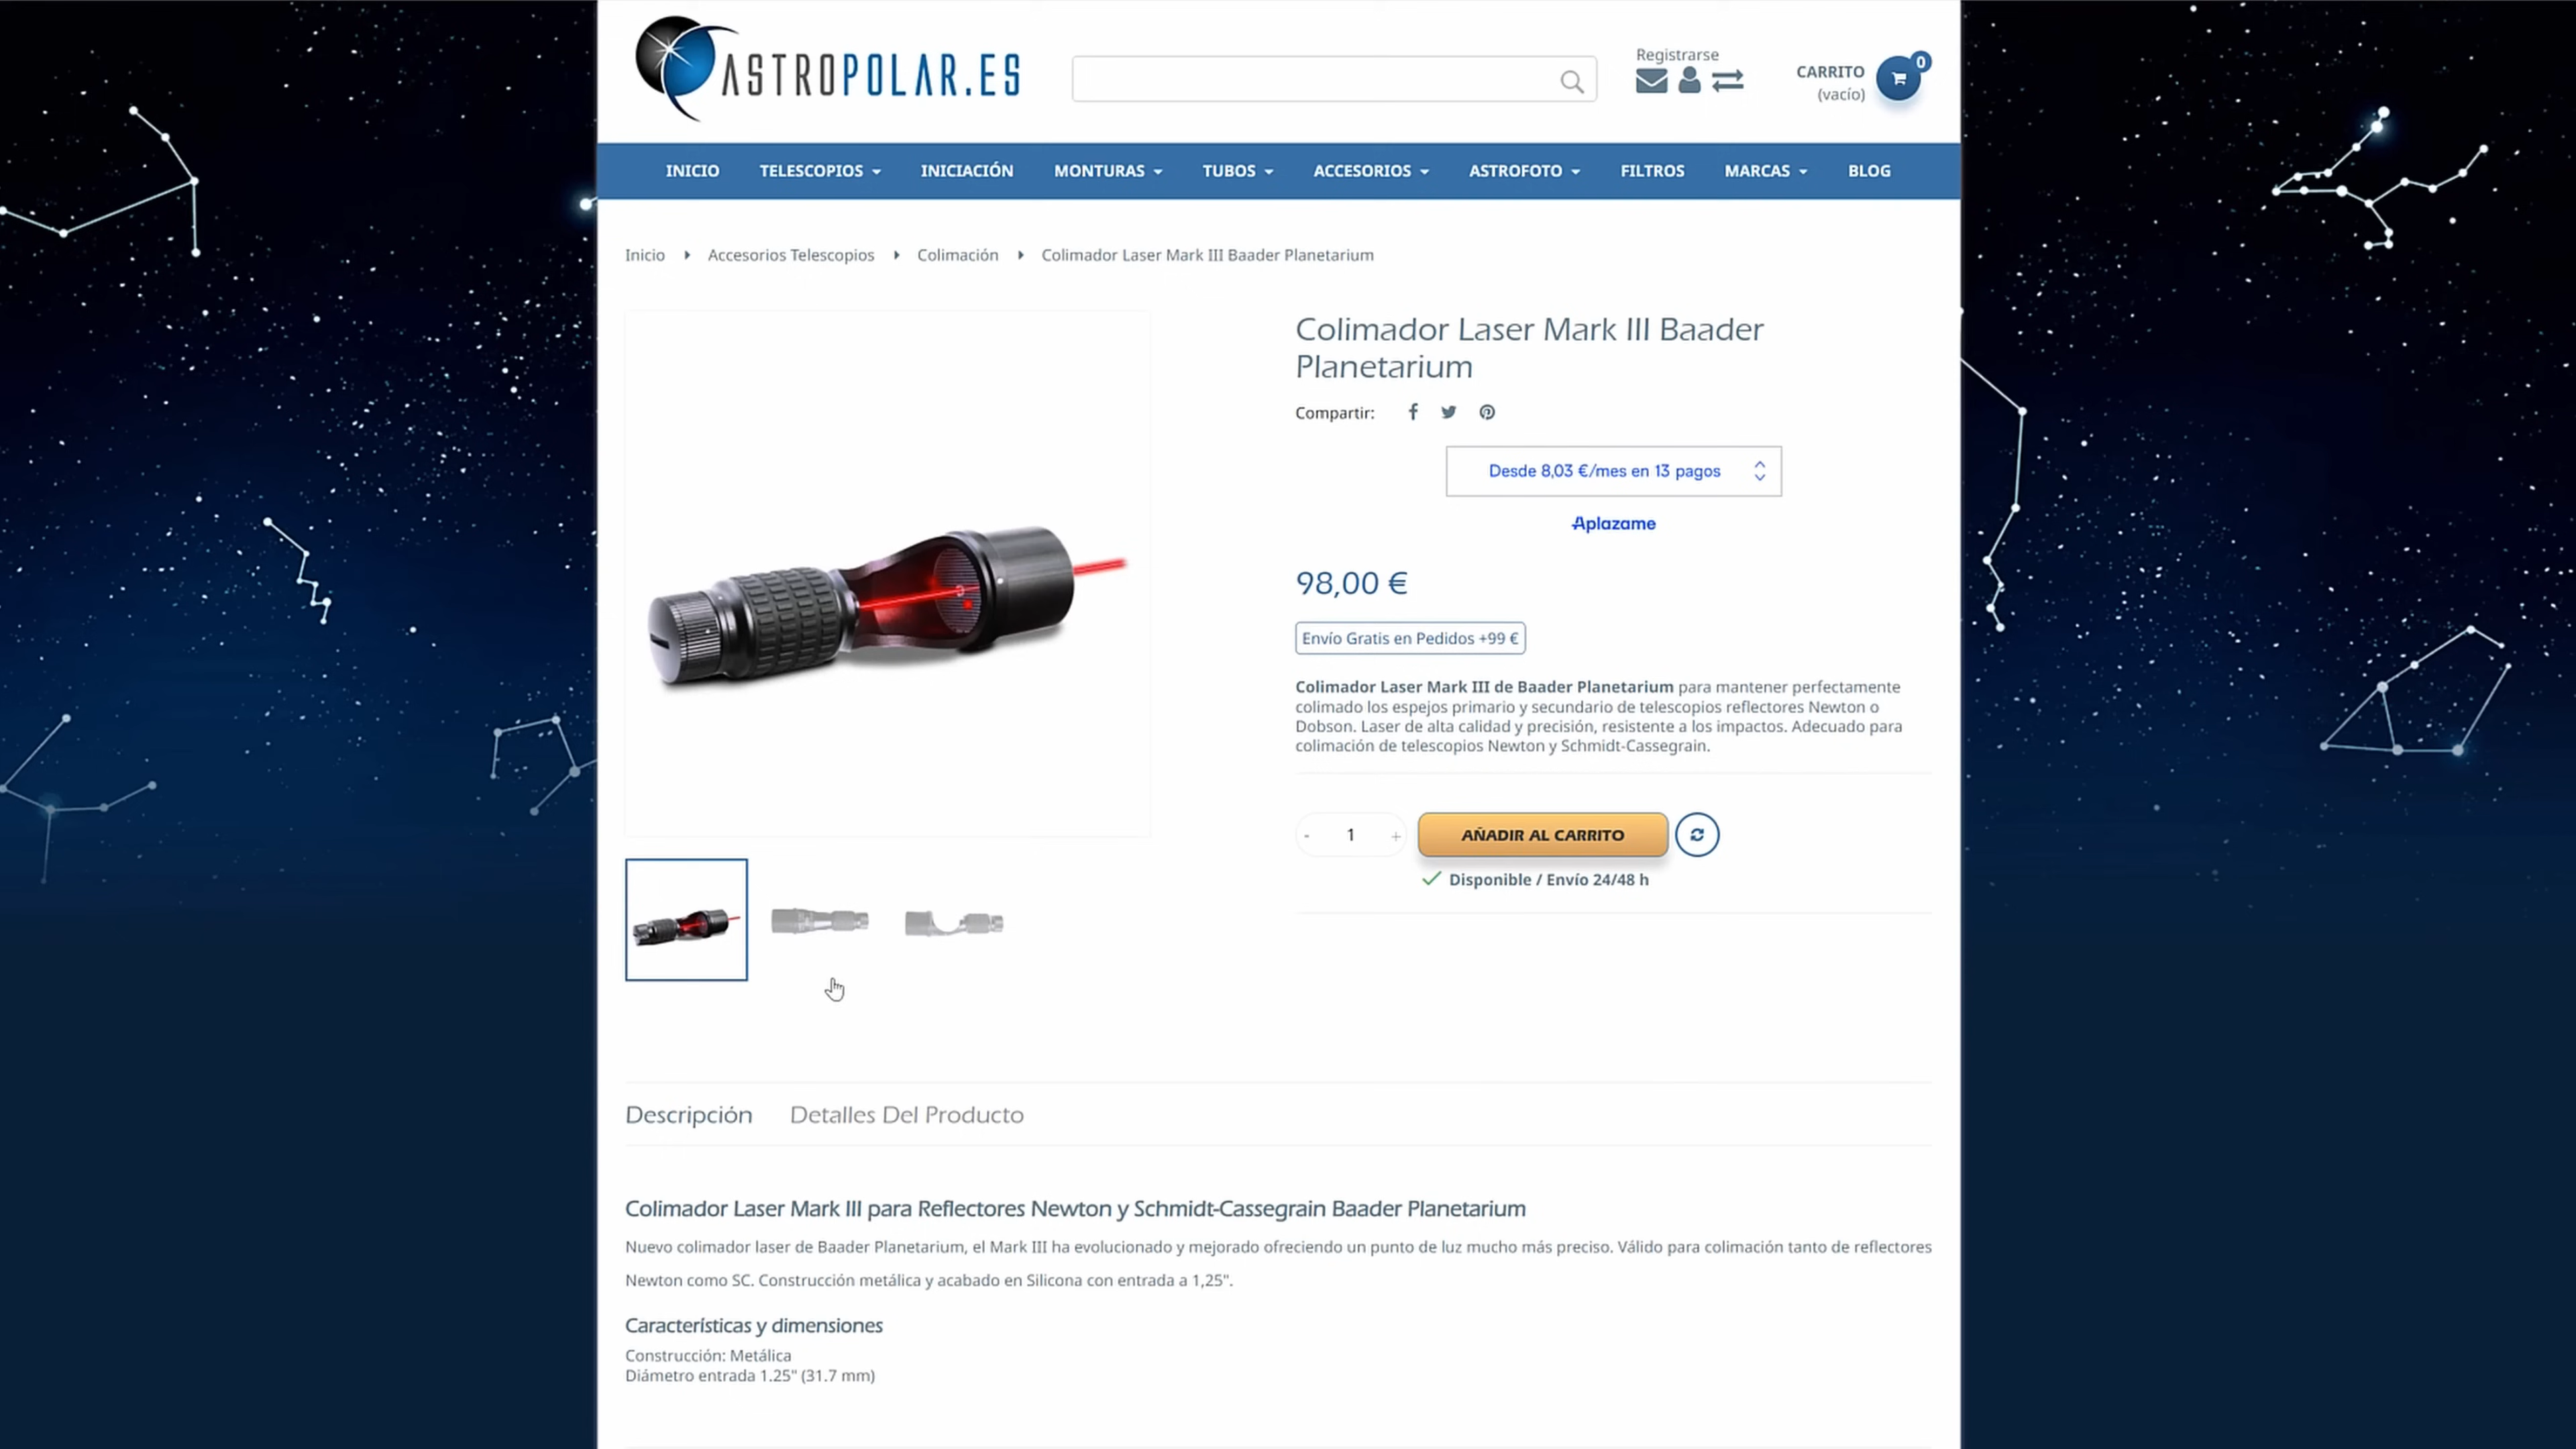 ASTROPOLAR.ES
Registrarse
CARRITO
(vacío)
0
INICIO TELESCOPIOS INICIACIÓN MONTURAS TUBOS ACCESORIOS ASTROFOTO FILTROS MARCAS BLOG
Inicio Accesorios Telescopios Colimación Colimador Laser Mark III Baader Planetarium
Colimador Laser Mark III Baader
Planetarium
Compartir:
Desde 8,03 €/mes en 13 pagos
Aplazame
98,00 €
Envío Gratis en Pedidos +99 €
Colimador Laser Mark III de Baader Planetarium para mantener perfectamente
colimado los espejos primario y secundario de telescopios reflectores Newton o
Dobson. Laser de alta calidad y precisión, resistente a los impactos. Adecuado para
colimación de telescopios Newton y Schmidt-Cassegrain.
- 1 + AÑADIR AL CARRITO
Disponible / Envío 24/48 h
Descripción Detalles Del Producto
Colimador Laser Mark III para Reflectores Newton y Schmidt-Cassegrain Baader Planetarium
Nuevo colimador laser de Baader Planetarium, el Mark III ha evolucionado y mejorado ofreciendo un punto de luz mucho más preciso. Válido para colimación tanto de reflectores
Newton como SC. Construcción metálica y acabado en Silicona con entrada a 1,25".
Características y dimensiones
Construcción: Metálica
Diámetro entrada 1.25" (31.7 mm)